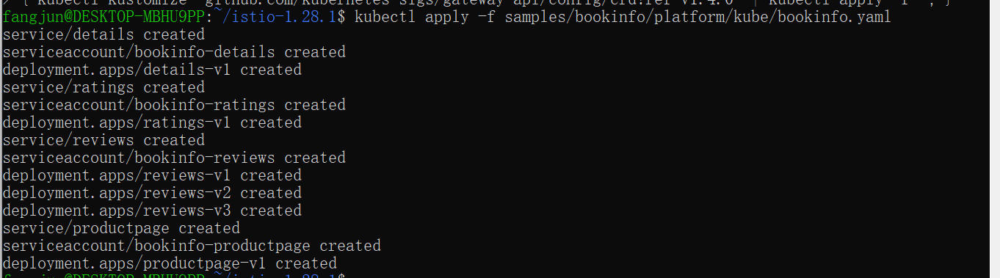 > { kubectl kustomize "github.com/kubernetes-sigs/gateway-api/config/crd?ref=v1.4.0" | kubectl apply -f -; }
fangjun@DESKTOP-MBHU9PP:~/istio-1.28.1$ kubectl apply -f samples/bookinfo/platform/kube/bookinfo.yaml
service/details created
serviceaccount/bookinfo-details created
deployment.apps/details-v1 created
service/ratings created
serviceaccount/bookinfo-ratings created
deployment.apps/ratings-v1 created
service/reviews created
serviceaccount/bookinfo-reviews created
deployment.apps/reviews-v1 created
deployment.apps/reviews-v2 created
deployment.apps/reviews-v3 created
service/productpage created
serviceaccount/bookinfo-productpage created
deployment.apps/productpage-v1 created
fangjun@DESKTOP-MBHU9PP:~/istio-1.28.1$